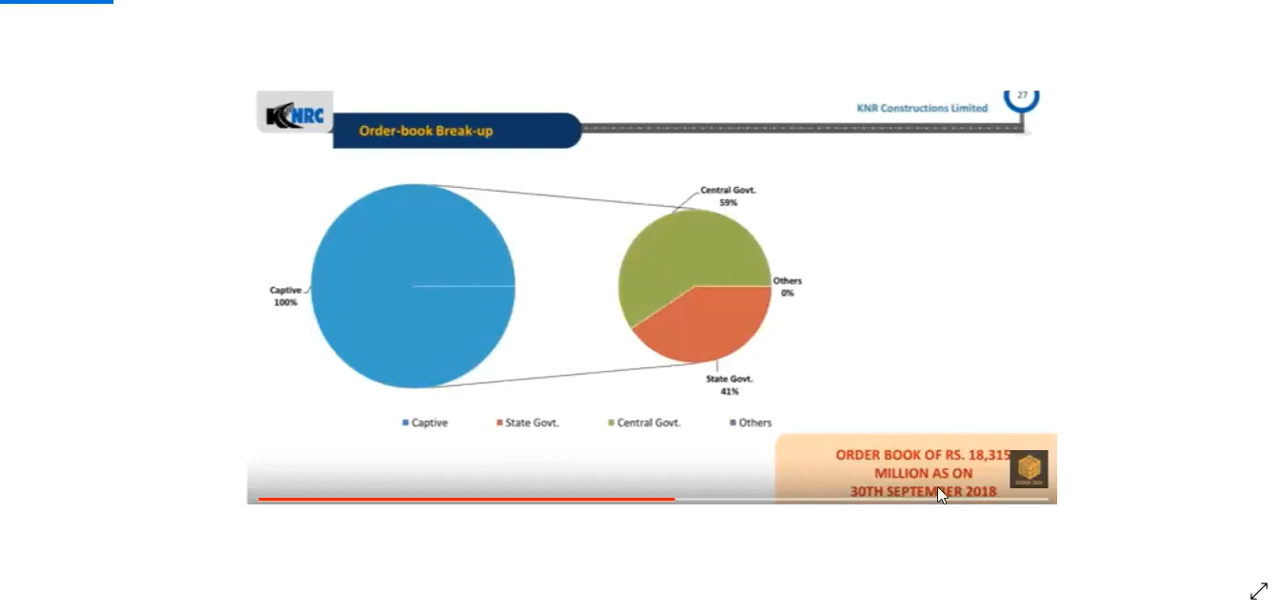 KNRC
27
KNR Constructions Limited
Order-book Break-up
Central Govt.
59%
Captive
100%
Others
0%
State Govt.
41%
Captive State Govt. Central Govt. Others
ORDER BOOK OF RS. 18,315
MILLION AS ON
30TH SEPTEMBER 2018